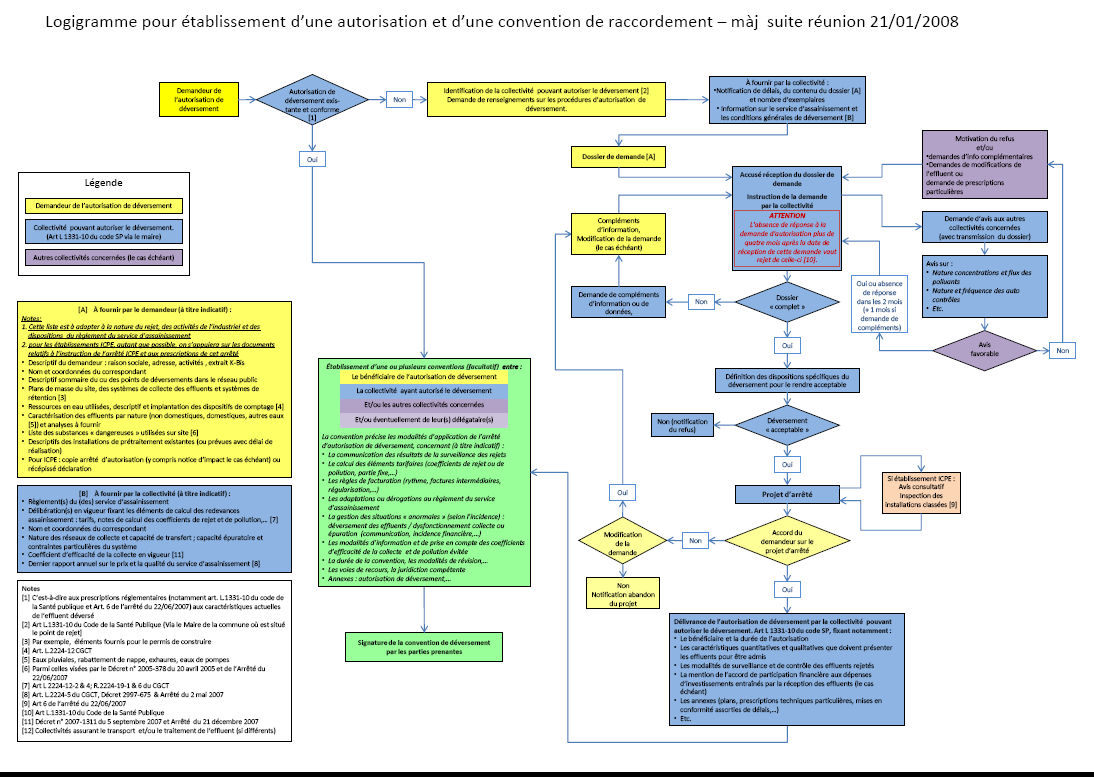 Logigramme pour établissement d'une autorisation et d'une convention de raccordement – màj  suite réunion 21/01/2008
Demandeur de
l'autorisation de
déversement
Autorisation de
déversement exis-
tante et conforme
[1]
Non
Identification de la collectivité  pouvant autoriser le déversement [2]
Demande de renseignements sur les procédures d'autorisation  de
déversement.
À fournir par la collectivité :
•Notification de délais, du contenu du dossier [A]
et nombre d'exemplaires
• Information sur le service d'assainissement et
les conditions générales de déversement [B]
Oui
Dossier de demande [A]
Accusé réception du dossier de
demande
Instruction de la demande
par la collectivité
ATTENTION
L'absence de réponse à la
demande d'autorisation plus de
quatre mois après la date de
réception de cette demande vaut
rejet de celle-ci [10].
Motivation du refus
et/ou
•demandes d'info complémentaires
•Demandes de modifications de
l'effluent ou
demande de prescriptions
particulières
Légende
Demandeur de l'autorisation de déversement
Collectivité  pouvant autoriser le déversement.
(Art L 1331-10 du code SP via le maire)
Autres collectivités concernées (le cas échéant)
Compléments
d'information,
Modification de la demande
(le cas échéant)
Demande d'avis aux autres
collectivités concernées
(avec transmission  du dossier)
Avis sur :
• Nature concentrations et flux des
polluants
• Nature et fréquence des auto
contrôles
• Etc.
Oui ou absence
de réponse
dans les 2 mois
(+ 1 mois si
demande de
compléments)
Demande de compléments
d'information ou de
données,
Non
Dossier
« complet »
Avis
favorable
Non
Oui
Définition des dispositions spécifiques du
déversement pour le rendre acceptable
Non (notification
du refus)
Déversement
« acceptable »
Oui
Projet d'arrêté
Si établissement ICPE :
Avis consultatif
Inspection des
installations classées [9]
Oui
Modification
de la
demande
Non
Accord du
demandeur sur le
projet d'arrêté
Non
Notification abandon
du projet
Oui
Délivrance de l'autorisation de déversement par la collectivité  pouvant
autoriser le déversement. Art L 1331-10 du code SP, fixant notamment :
• Le bénéficiaire et la durée de l'autorisation
• Les caractéristiques quantitatives et qualitatives que doivent présenter
les effluents pour être admis
• Les modalités de surveillance et de contrôle des effluents rejetés
• La mention de l'accord de participation financière aux dépenses
d'investissements entraînés par la réception des effluents (le cas
échéant)
• Les annexes (plans, prescriptions techniques particulières, mises en
conformité assorties de délais,…)
• Etc.
[A]    À fournir par le demandeur (à titre indicatif) :
Notes:
1. Cette liste est à adapter à la nature du rejet, des activités de l'industriel et des
dispositions  du règlement du service d'assainissement
2. pour les établissements ICPE, autant que possible, on s'appuiera sur les documents
relatifs à l'instruction de l'arrêté ICPE et aux prescriptions de cet arrêté
• Descriptif du demandeur : raison sociale, adresse, activités , extrait K-Bis
• Nom et coordonnées du correspondant
• Descriptif sommaire du ou des points de déversements dans le réseau public
• Plans de masse du site, des systèmes de collecte des effluents et systèmes de
rétention [3]
• Ressources en eau utilisées, descriptif et implantation des dispositifs de comptage [4]
• Caractérisation des effluents par nature (non domestiques, domestiques, autres eaux
[5]) et analyses à fournir
• Liste des substances « dangereuses » utilisées sur site [6]
• Descriptifs des installations de prétraitement existantes (ou prévues avec délai de
réalisation)
• Pour ICPE : copie arrêté  d'autorisation (y compris notice d'impact le cas échéant) ou
récépissé déclaration
[B]    À fournir par la collectivité (à titre indicatif) :
• Règlement(s) du (des) service d'assainissement
• Délibération(s) en vigueur fixant les éléments de calcul des redevances
assainissement : tarifs, notes de calcul des coefficients de rejet et de pollution,… [7]
• Nom et coordonnées du correspondant
• Nature des réseaux de collecte et capacité de transfert ; capacité épuratoire et
contraintes particulières du système
• Coefficient d'efficacité de la collecte en vigueur [11]
• Dernier rapport annuel sur le prix et la qualité du service d'assainissement [8]
Notes
[1] C'est-à-dire aux prescriptions réglementaires (notamment art. L.1331-10 du code de
la Santé publique et Art. 6 de l'arrêté du 22/06/2007) aux caractéristiques actuelles
de l'effluent déversé
[2] Art L.1331-10 du Code de la Santé Publique (Via le Maire de la commune où est situé
le point de rejet)
[3] Par exemple,  éléments fournis pour le permis de construire
[4] Art. L.2224-12 CGCT
[5] Eaux pluviales, rabattement de nappe, exhaures, eaux de pompes
[6] Parmi celles visées par le Décret n° 2005-378 du 20 avril 2005 et de l'Arrêté du
22/06/2007
[7] Art L 2224-12-2 & 4; R.2224-19-1 & 6 du CGCT
[8] Art. L.2224-5 du CGCT, Décret 2997-675  & Arrêté du 2 mai 2007
[9] Art 6 de l'arrêté du 22/06/2007
[10] Art L.1331-10 du Code de la Santé Publique
[11] Décret n° 2007-1311 du 5 septembre 2007 et Arrêté  du 21 décembre 2007
[12] Collectivités assurant le transport  et/ou le traitement de l'effluent (si différents)
Etablissement d'une ou plusieurs conventions (facultatif)  entre :
Le bénéficiaire de l'autorisation de déversement
La collectivité  ayant autorisé le déversement
Et/ou les autres collectivités concernées
Et/ou éventuellement de leur(s) délégataire(s)
La convention précise les modalités d'application de l'arrêté
d'autorisation de déversement, concernant (à titre indicatif) :
• La communication des résultats de la surveillance des rejets
• Le calcul des éléments tarifaires (coefficients de rejet ou de
pollution, partie fixe,…)
• Les règles de facturation (rythme, factures intermédiaires,
régularisation,…)
• Les adaptations ou dérogations au règlement du service
d'assainissement
• La gestion des situations « anormales » (selon l'incidence) :
déversement des effluents / dysfonctionnement collecte ou
épuration  (communication, incidence financière,…)
• Les modalités d'information et de prise en compte des coefficients
d'efficacité de la collecte  et de pollution évitée
• La durée de la convention, les modalités de révision,…
• Les voies de recours, la juridiction compétente
• Annexes : autorisation de déversement,…
Signature de la convention de déversement
par les parties prenantes